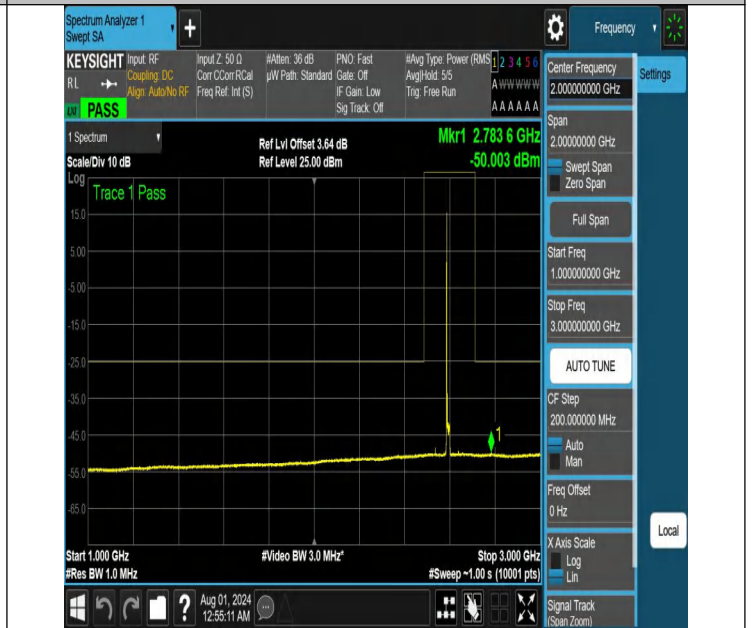 Spectrum Analyzer 1
Swept SA
+
Frequency
KEYSIGHT
RL
LXI
PASS
Input: RF
Coupling: DC
Align: Auto/No RF
Input Z: 50 Ω
Corr CCorr RCal
Freq Ref: Int (S)
#Atten: 36 dB
µW Path: Standard
PNO: Fast
Gate: Off
IF Gain: Low
Sig Track: Off
#Avg Type: Power (RMS
Avg|Hold: 5/5
Trig: Free Run
1 2 3 4 5 6
A W W W W W
A A A A A A
1 Spectrum
Scale/Div 10 dB
Ref Lvl Offset 3.64 dB
Ref Level 25.00 dBm
Mkr1 2.783 6 GHz
-50.003 dBm
Log
Trace 1 Pass
15.0
5.00
-5.00
-15.0
-25.0
-35.0
-45.0
-55.0
-65.0
1
Start 1.000 GHz
#Res BW 1.0 MHz
#Video BW 3.0 MHz*
Stop 3.000 GHz
#Sweep ~1.00 s (10001 pts)
Center Frequency
2.000000000 GHz
Span
2.00000000 GHz
Swept Span
Zero Span
Full Span
Start Freq
1.000000000 GHz
Stop Freq
3.000000000 GHz
AUTO TUNE
CF Step
200.000000 MHz
Auto
Man
Freq Offset
0 Hz
X Axis Scale
Log
Lin
Signal Track
(Span Zoom)
Settings
Local
?
Aug 01, 2024
12:55:11 AM